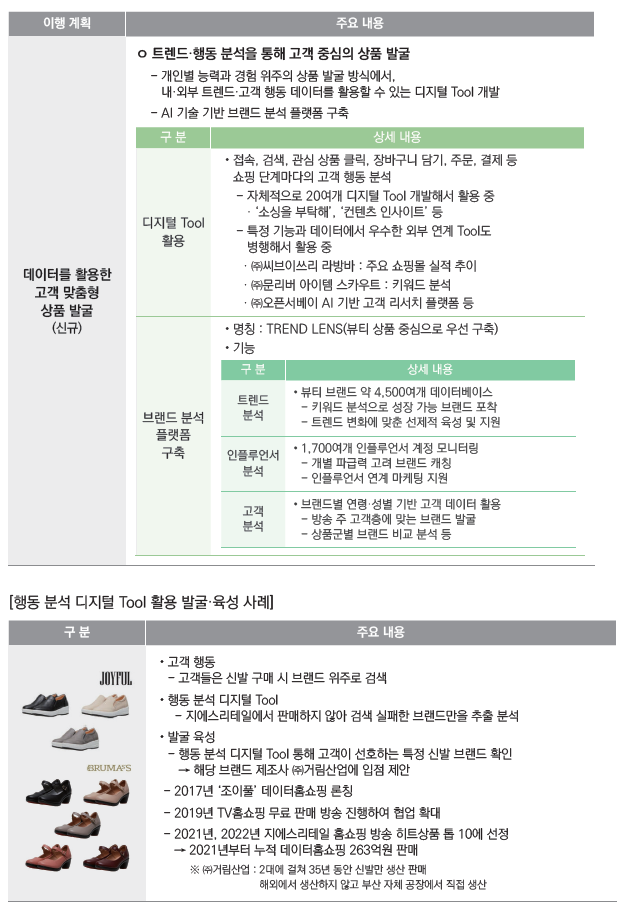 이행 계획
주요 내용
데이터를 활용한
고객 맞춤형
상품 발굴
(신규)
ㅇ 트렌드·행동 분석을 통해 고객 중심의 상품 발굴
– 개인별 능력과 경험 위주의 상품 발굴 방식에서,
내·외부 트렌드·고객 행동 데이터를 활용할 수 있는 디지털 Tool 개발
– AI 기술 기반 브랜드 분석 플랫폼 구축
구 분
상세 내용
디지털 Tool
활용
• 접속, 검색, 관심 상품 클릭, 장바구니 담기, 주문, 결제 등
쇼핑 단계마다의 고객 행동 분석
– 자체적으로 20여개 디지털 Tool 개발해서 활용 중
· ‘소싱을 부탁해’, ‘컨텐츠 인사이트’ 등
– 특정 기능과 데이터에서 우수한 외부 연계 Tool도
병행해서 활용 중
· ㈜씨브이쓰리 라방바 : 주요 쇼핑몰 실적 추이
· ㈜문리버 아이템 스카우트 : 키워드 분석
· ㈜오픈서베이 AI 기반 고객 리서치 플랫폼 등
브랜드 분석
플랫폼
구축
• 명칭 : TREND LENS(뷰티 상품 중심으로 우선 구축)
• 기능
구 분
상세 내용
트렌드
분석
• 뷰티 브랜드 약 4,500여개 데이터베이스
– 키워드 분석으로 성장 가능 브랜드 포착
– 트렌드 변화에 맞춘 선제적 육성 및 지원
인플루언서
분석
• 1,700여개 인플루언서 계정 모니터링
– 개별 파급력 고려 브랜드 캐칭
– 인플루언서 연계 마케팅 지원
고객
분석
• 브랜드별 연령·성별 기반 고객 데이터 활용
– 방송 주 고객층에 맞는 브랜드 발굴
– 상품군별 브랜드 비교 분석 등
[행동 분석 디지털 Tool 활용 발굴·육성 사례]
구 분
주요 내용
JOYFUL
BRUMAS
• 고객 행동
– 고객들은 신발 구매 시 브랜드 위주로 검색
• 행동 분석 디지털 Tool
– 지에스리테일에서 판매하지 않아 검색 실패한 브랜드만을 추출 분석
• 발굴 육성
– 행동 분석 디지털 Tool 통해 고객이 선호하는 특정 신발 브랜드 확인
→ 해당 브랜드 제조사 ㈜거림산업에 입점 제안
– 2017년 ‘조이풀’ 데이터홈쇼핑 론칭
– 2019년 TV홈쇼핑 무료 판매 방송 진행하여 협업 확대
– 2021년, 2022년 지에스리테일 홈쇼핑 방송 히트상품 톱 10에 선정
→ 2021년부터 누적 데이터홈쇼핑 263억원 판매
※ ㈜거림산업 : 2대에 걸쳐 35년 동안 신발만 생산 판매
해외에서 생산하지 않고 부산 자체 공장에서 직접 생산